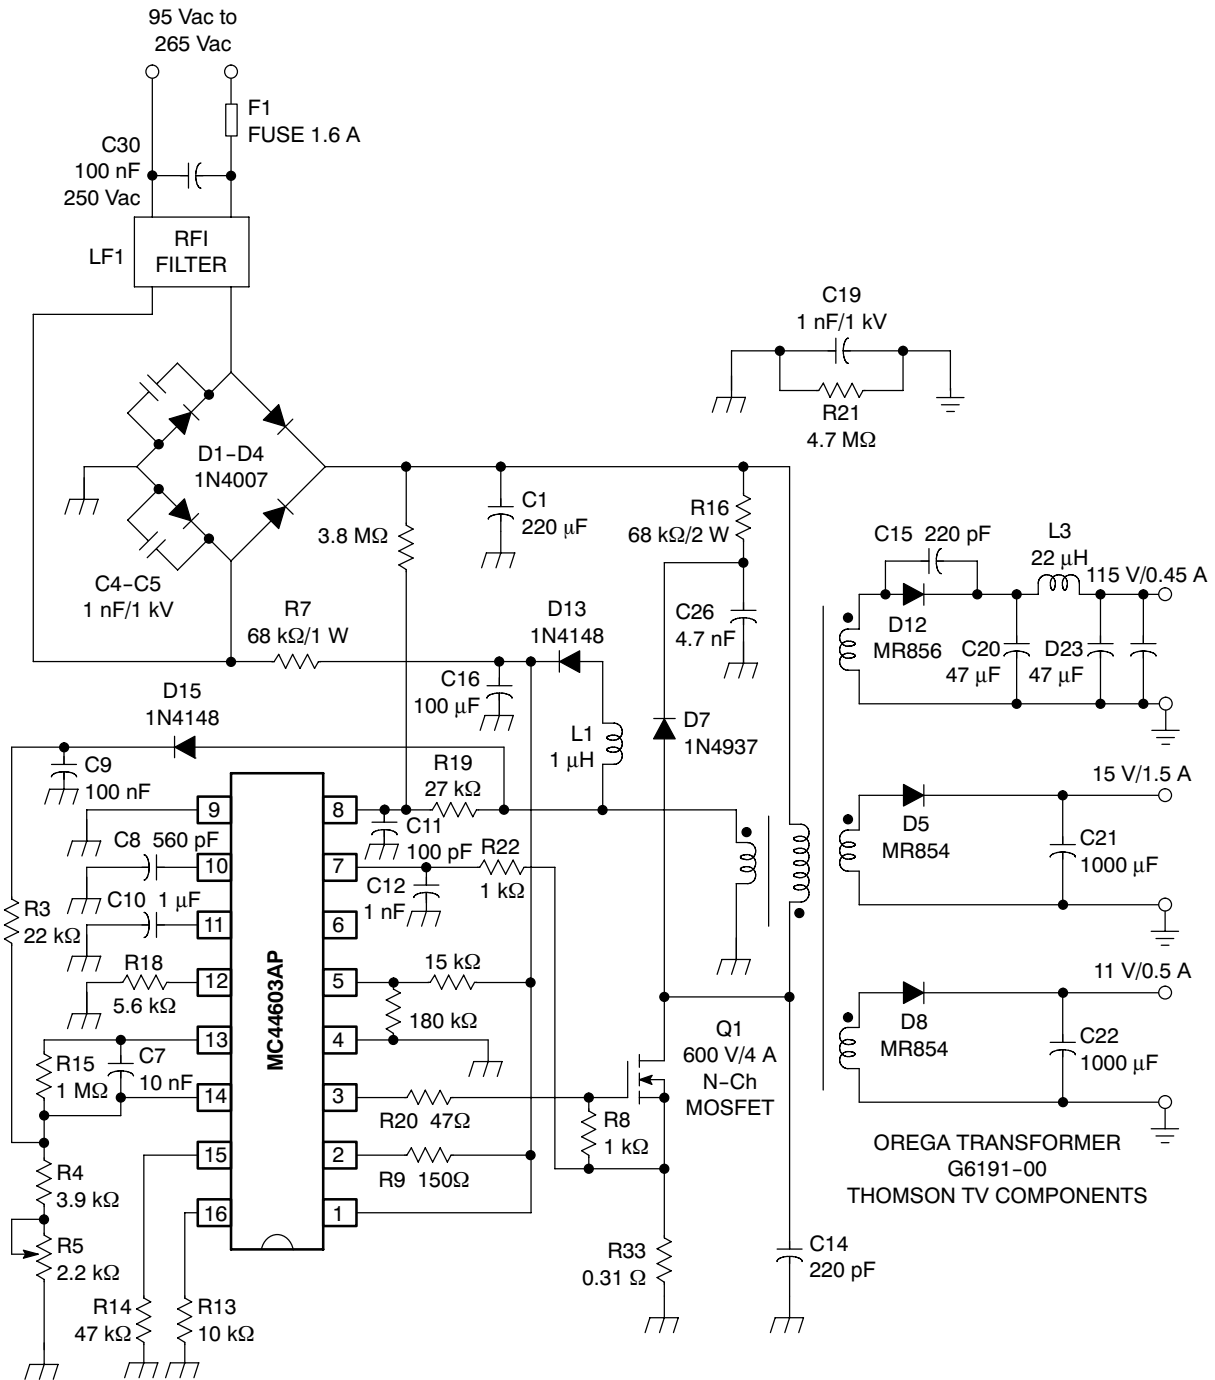 95 Vac to
265 Vac
F1
FUSE 1.6 A
C30
100 nF
250 Vac
LF1
RFI
FILTER
C19
1 nF/1 kV
R21
4.7 MΩ
D1–D4
1N4007
C4–C5
1 nF/1 kV
3.8 MΩ
C1
220 µF
R16
68 kΩ/2 W
C26
4.7 nF
R7
68 kΩ/1 W
D13
1N4148
C16
100 µF
L1
1 µH
D7
1N4937
C15 220 pF
L3
22 µH
115 V/0.45 A
D12
MR856
C20
47 µF
D23
47 µF
D15
1N4148
C9
100 nF
R19
27 kΩ
15 V/1.5 A
D5
MR854
C21
1000 µF
9
8
C11
100 pF
C8 560 pF
10
7
R22
1 kΩ
C12
1 nF
C10 1 µF
11
6
R3
22 kΩ
R18
5.6 kΩ
12
5
15 kΩ
180 kΩ
MC44603AP
13
4
R15
1 MΩ
C7
10 nF
14
3
R20 47Ω
R8
1 kΩ
Q1
600 V/4 A
N–Ch
MOSFET
11 V/0.5 A
D8
MR854
C22
1000 µF
15
2
R9 150Ω
16
1
R4
3.9 kΩ
R5
2.2 kΩ
R14
47 kΩ
R13
10 kΩ
R33
0.31 Ω
C14
220 pF
OREGA TRANSFORMER
G6191–00
THOMSON TV COMPONENTS